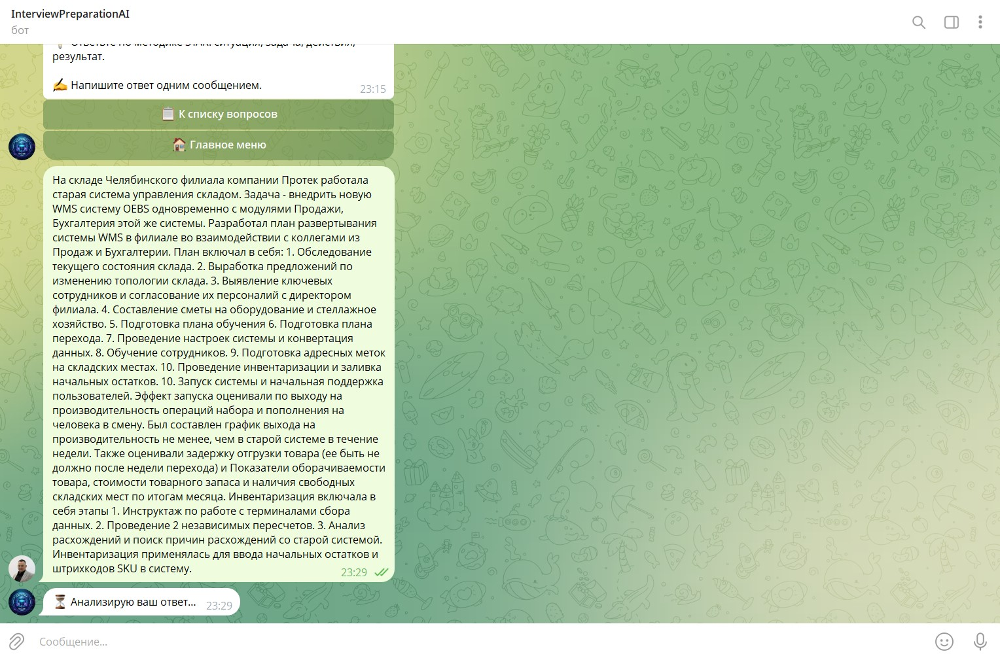 InterviewPreparationAI
бот
Ответьте по методике STAR: ситуация, задача, действия,
результат.
✍️ Напишите ответ одним сообщением.
23:15
📋 К списку вопросов
🏠 Главное меню
На складе Челябинского филиала компании Протек работала
старая система управления складом. Задача - внедрить новую
WMS систему OEBS одновременно с модулями Продажи,
Бухгалтерия этой же системы. Разработал план развертывания
системы WMS в филиале во взаимодействии с коллегами из
Продаж и Бухгалтерии. План включал в себя: 1. Обследование
текущего состояния склада. 2. Выработка предложений по
изменению топологии склада. 3. Выявление ключевых
сотрудников и согласование их персоналий с директором
филиала. 4. Составление сметы на оборудование и стеллажное
хозяйство. 5. Подготовка плана обучения 6. Подготовка плана
перехода. 7. Проведение настроек системы и конвертация
данных. 8. Обучение сотрудников. 9. Подготовка адресных меток
на складских местах. 10. Проведение инвентаризации и заливка
начальных остатков. 10. Запуск системы и начальная поддержка
пользователей. Эффект запуска оценивали по выходу на
производительность операций набора и пополнения на
человека в смену. Был составлен график выхода на
производительность не менее, чем в старой системе в течение
недели. Также оценивали задержку отгрузки товара (ее быть не
должно после недели перехода) и Показатели оборачиваемости
товара, стоимости товарного запаса и наличия свободных
складских мест по итогам месяца. Инвентаризация включала в
себя этапы 1. Инструктаж по работе с терминалами сбора
данных. 2. Проведение 2 независимых пересчетов. 3. Анализ
расхождений и поиск причин расхождений со старой системой.
Инвентаризация применялась для ввода начальных остатков и
штрихкодов SKU в систему.
23:29
⏳ Анализирую ваш ответ...
23:29
Сообщение...